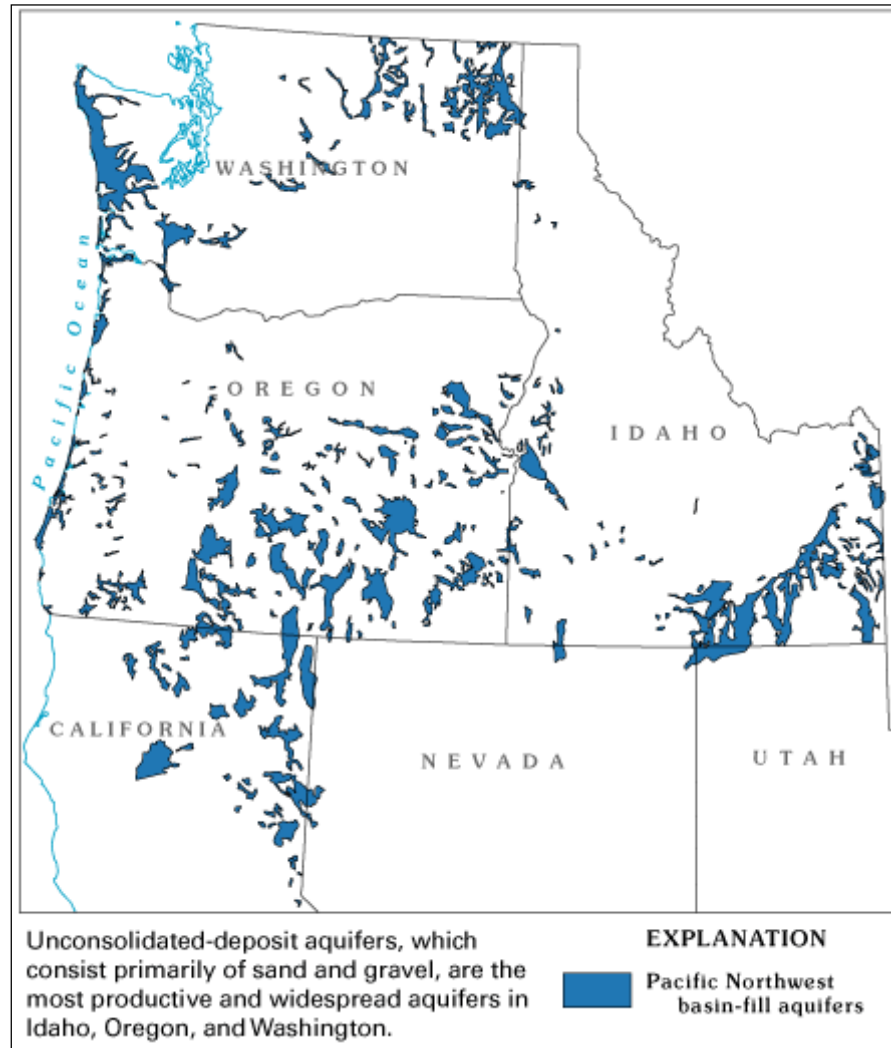 WASHINGTON
Pacific Ocean
OREGON
IDAHO
CALIFORNIA
NEVADA
UTAH
Unconsolidated-deposit aquifers, which
consist primarily of sand and gravel, are the
most productive and widespread aquifers in
Idaho, Oregon, and Washington.
EXPLANATION
Pacific Northwest
basin-fill aquifers